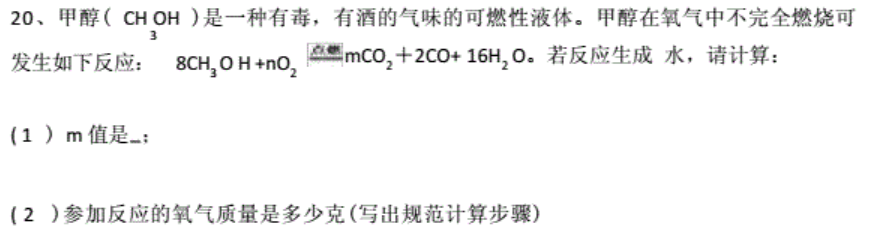 20、甲醇( CH₃OH )是一种有毒，有酒的气味的可燃性液体。甲醇在氧气中不完全燃烧可
发生如下反应： 8CH₃O H +nO₂ 点燃 mCO₂＋2CO+ 16H₂O。若反应生成 水，请计算：
(1 ）m 值是_；
(2 )参加反应的氧气质量是多少克(写出规范计算步骤)